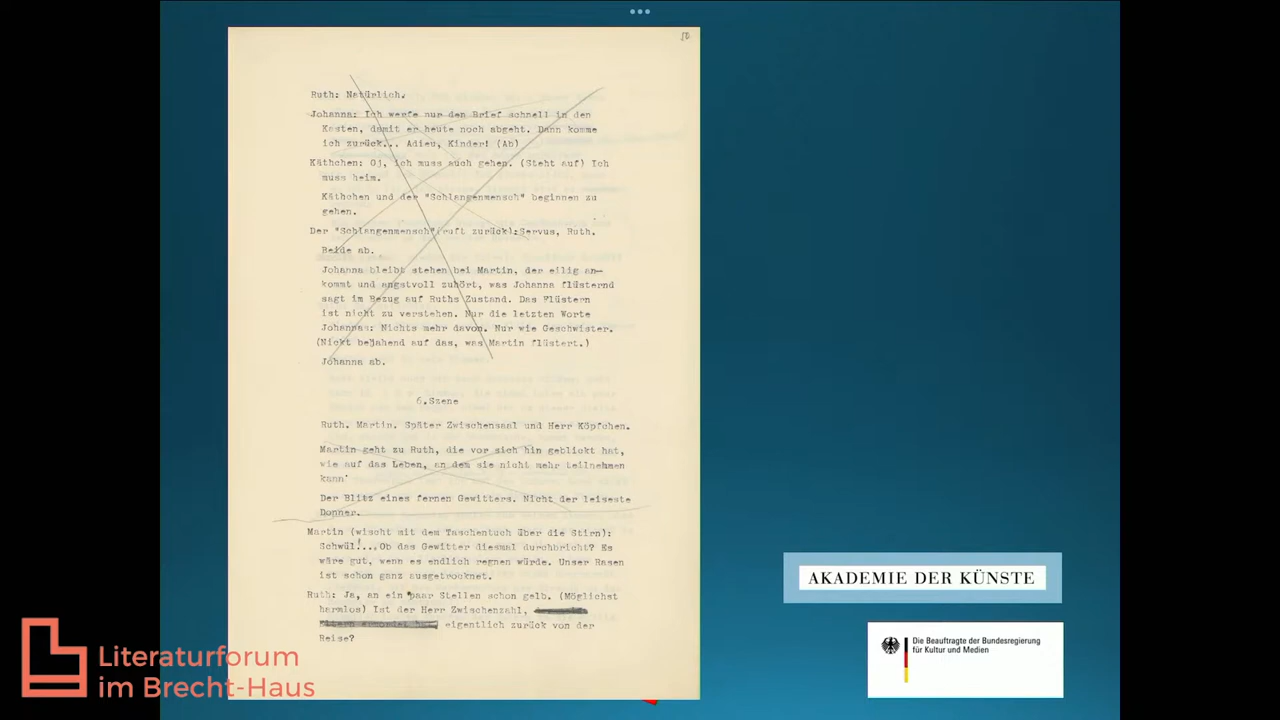 50
Ruth: Natürlich.
Johanna: Ich werfe nur den Brief schnell in den
Kasten, damit er heute noch abgeht. Dann komme
ich zurück... Adieu, Kinder! (Ab)
Käthchen: Oj, ich muss auch gehen. (Steht auf) Ich
muss heim.
Käthchen und der "Schlangenmensch" beginnen zu
gehen.
Der "Schlangenmensch"(ruft zurück):Servus, Ruth.
Beide ab.
Johanna bleibt stehen bei Martin, der eilig an-
kommt und angstvoll zuhört, was Johanna flüsternd
sagt im Bezug auf Ruths Zustand. Das Flüstern
ist nicht zu verstehen. Nur die letzten Worte
Johannas: Nichts mehr davon. Nur wie Geschwister.
(Nickt bejahend auf das, was Martin flüstert.)
Johanna ab.
6.Szene
Ruth. Martin. Später Zwischensaal und Herr Köpfchen.
Martin geht zu Ruth, die vor sich hin geblickt hat,
wie auf das Leben, an dem sie nicht mehr teilnehmen
kann
Der Blitz eines fernen Gewitters. Nicht der leiseste
Donner.
Martin (wischt mit dem Taschentuch über die Stirn):
Schwül!... Ob das Gewitter diesmal durchbricht? Es
wäre gut, wenn es endlich regnen würde. Unser Rasen
ist schon ganz ausgetrocknet.
Ruth: Ja, an ein paar Stellen schon gelb. (Möglichst
harmlos) Ist der Herr Zwischenzahl,
eigentlich zurück von der
Reise?
AKADEMIE DER KÜNSTE
Die Beauftragte der Bundesregierung
für Kultur und Medien
Literaturforum
im Brecht-Haus